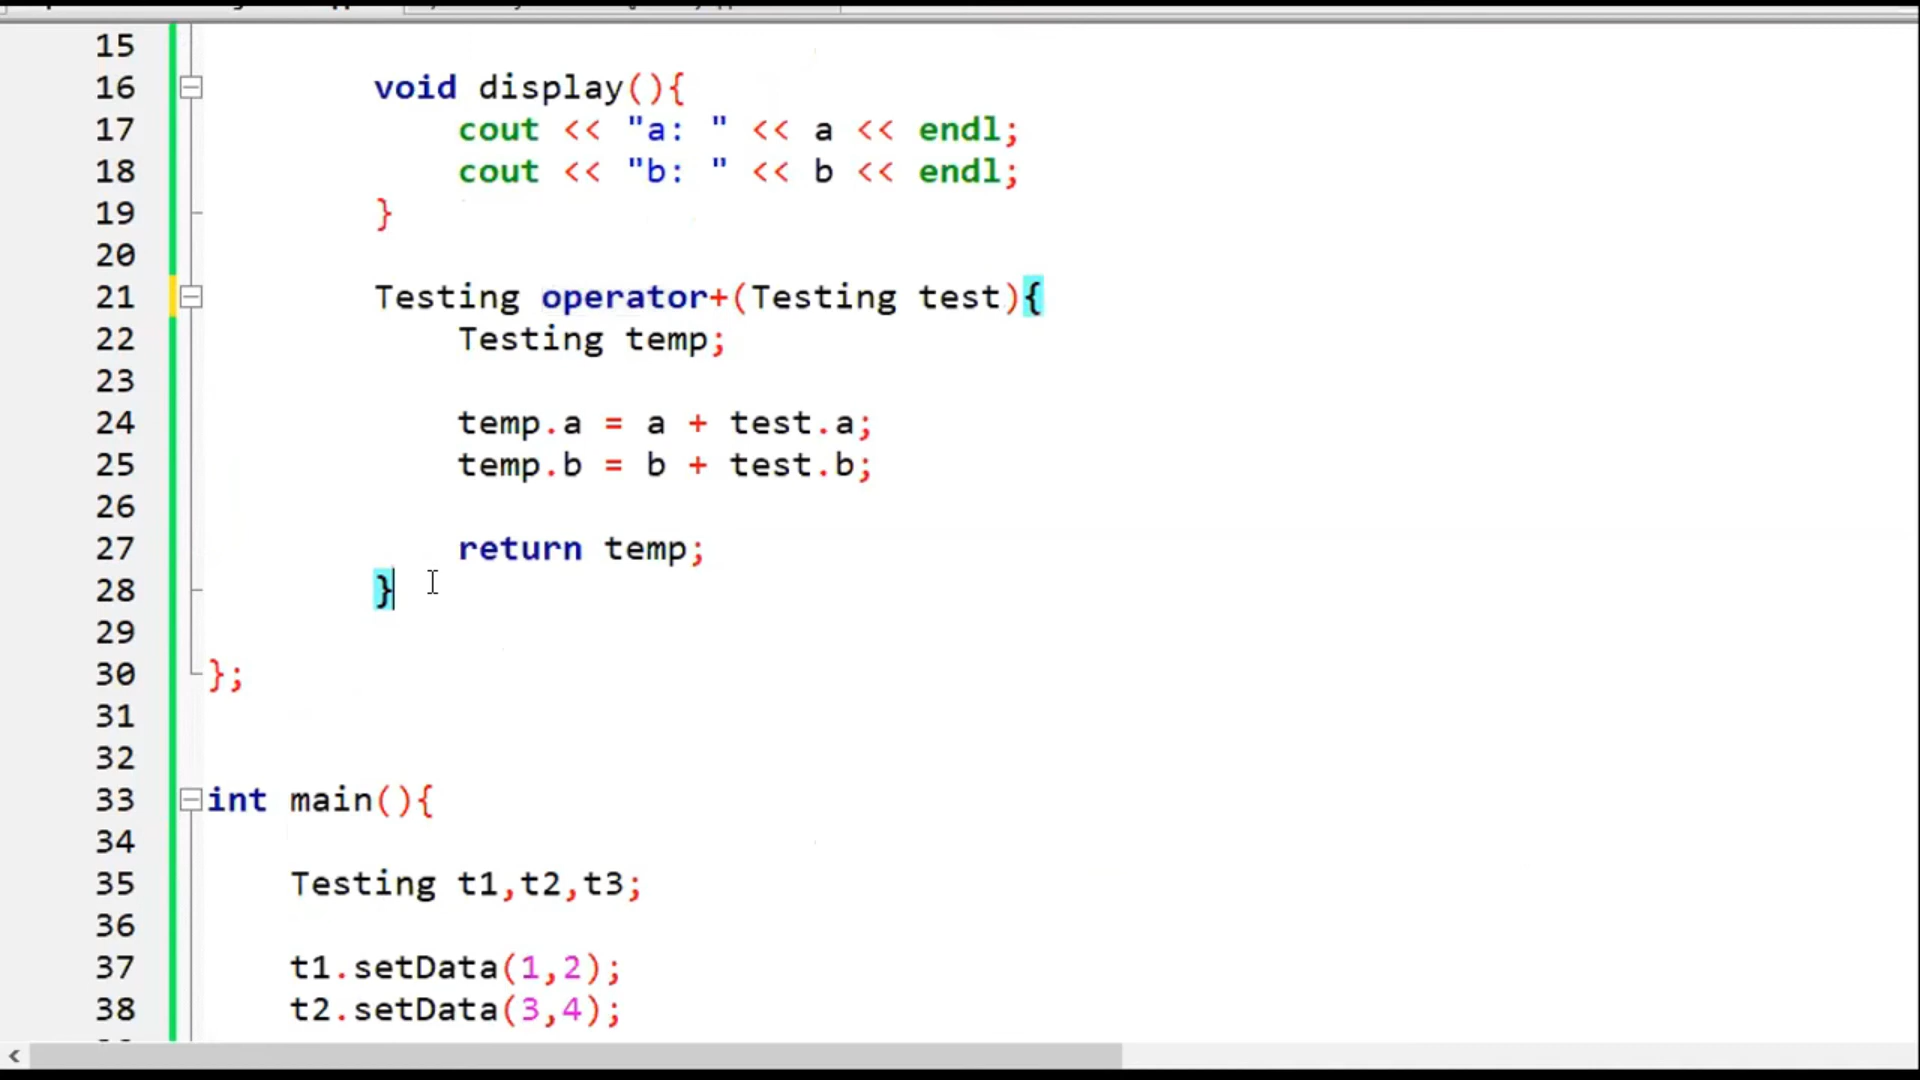 15
16 void display(){
17 cout << "a: " << a << endl;
18 cout << "b: " << b << endl;
19 }
20
21 Testing operator+(Testing test){
22 Testing temp;
23
24 temp.a = a + test.a;
25 temp.b = b + test.b;
26
27 return temp;
28 }
29
30 };
31
32
33 int main(){
34
35 Testing t1,t2,t3;
36
37 t1.setData(1,2);
38 t2.setData(3,4);